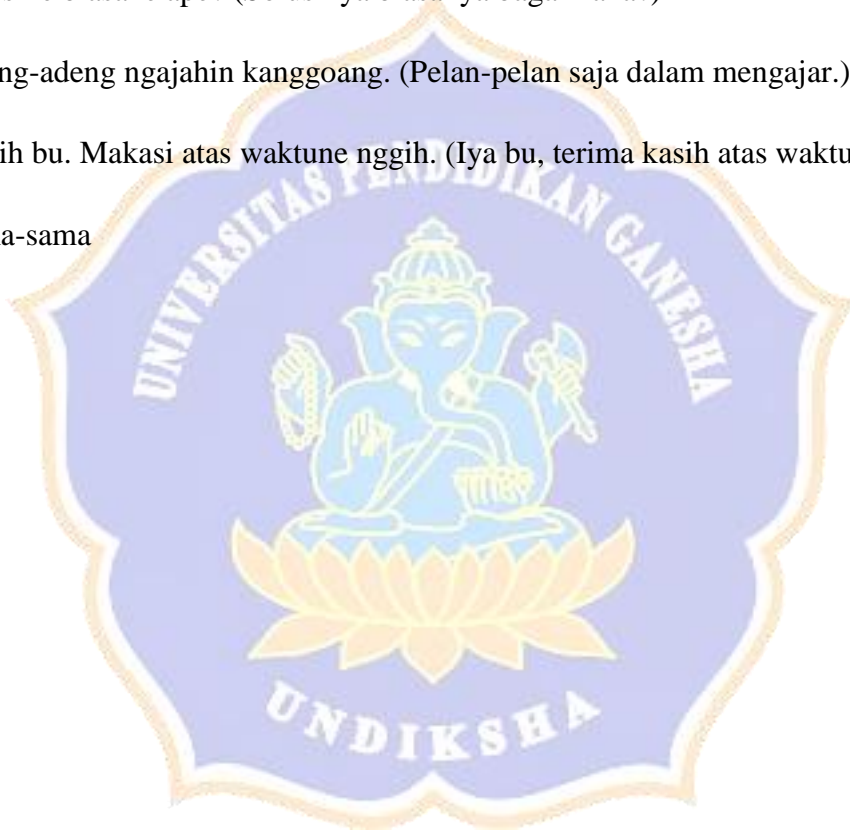 ng-adeng ngajahin kanggoang. (Pelan-pelan saja dalam mengajar.)
ih bu. Makasi atas waktune nggih. (Iya bu, terima kasih atas waktu
a-sama
UNIVERSITAS PENDIDIKAN GANESHA
UNDIKSHA